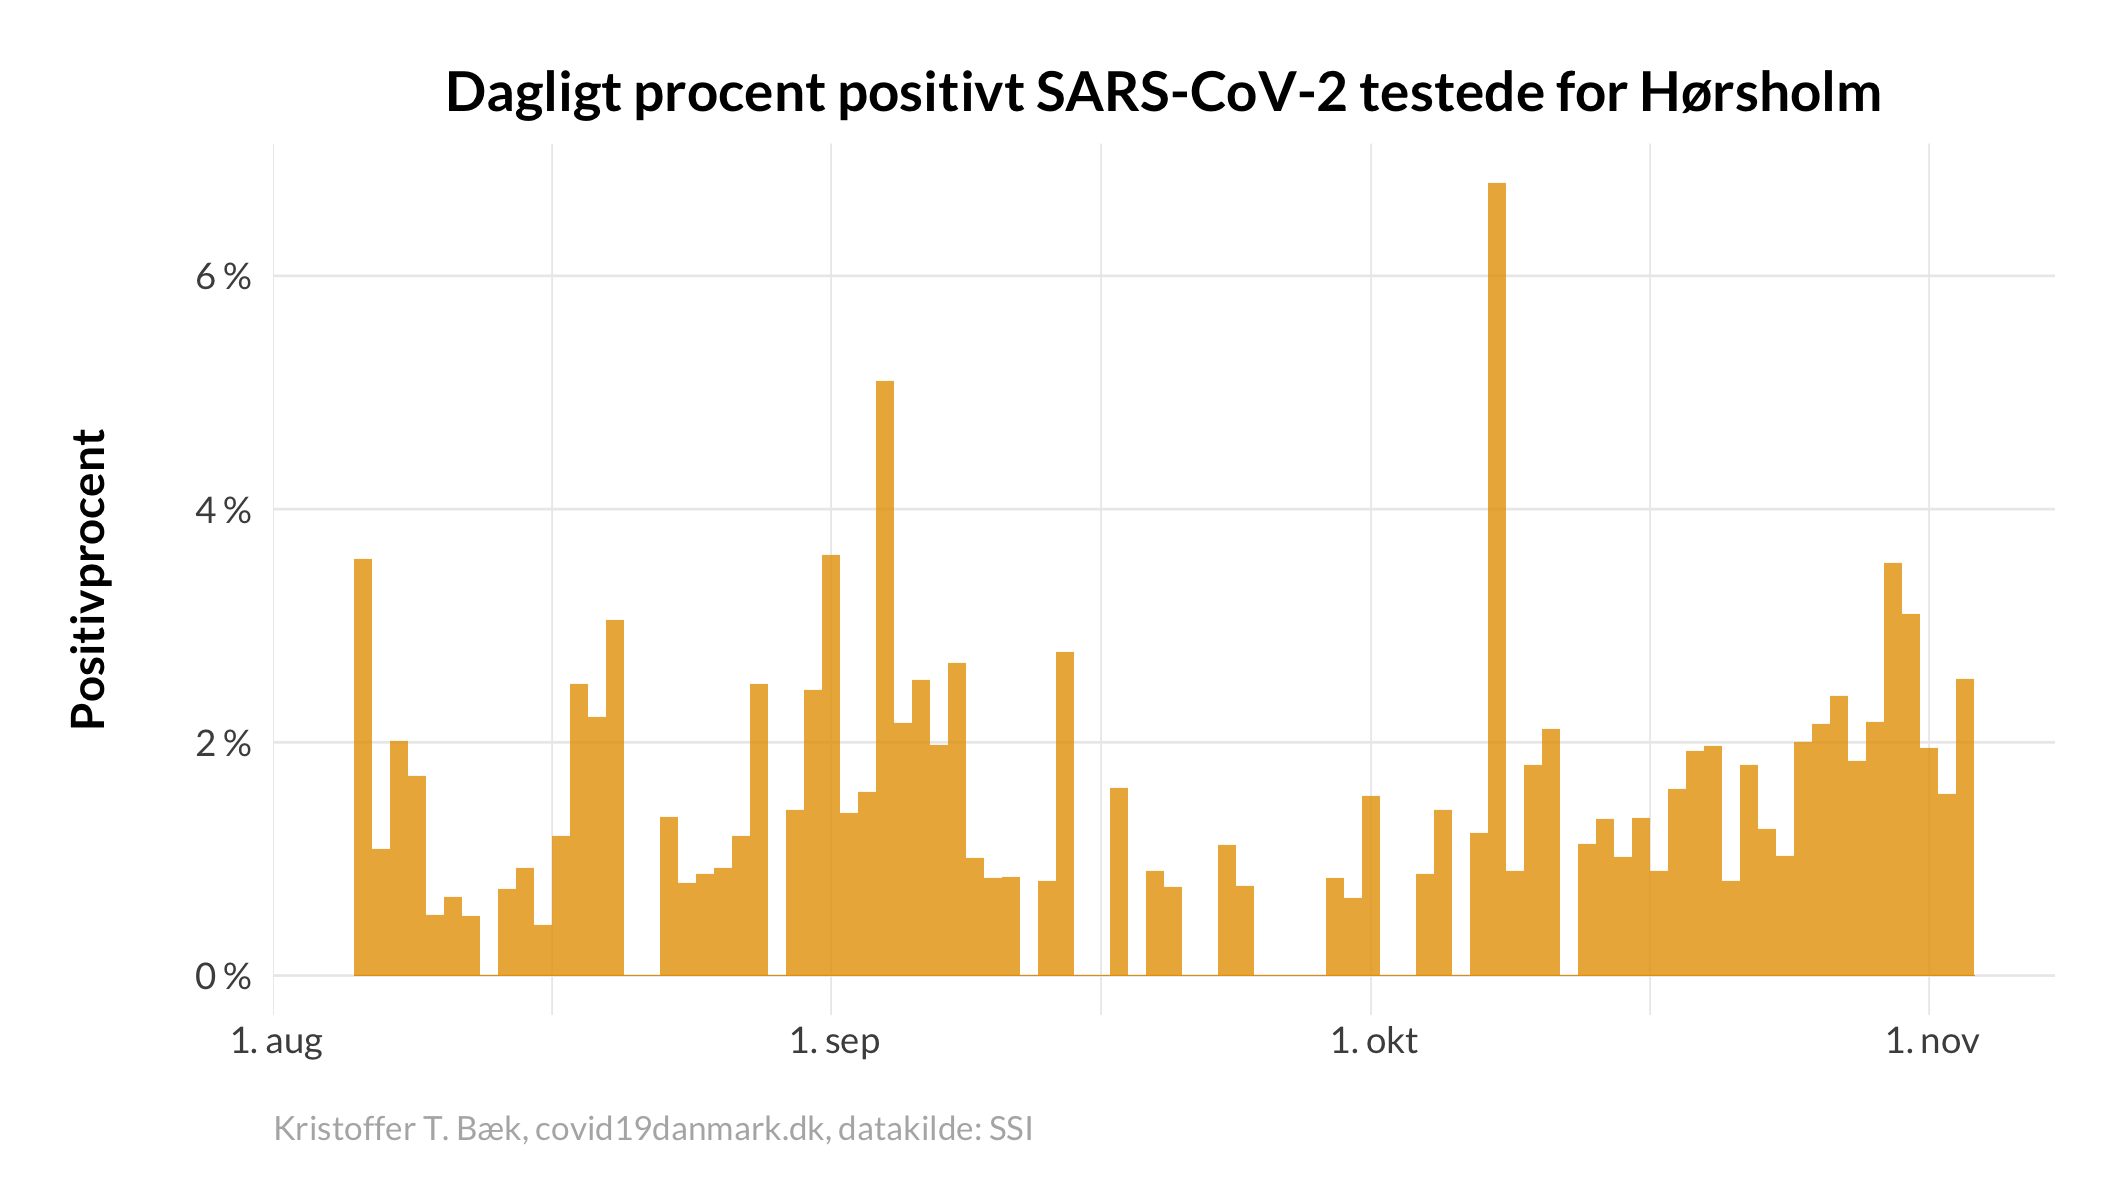 Dagligt procent positivt SARS-CoV-2 testede for Hørsholm
Positivprocent
6 %
4 %
2 %
0 %
1. aug
1. sep
1. okt
1. nov
Kristoffer T. Bæk, covid19danmark.dk, datakilde: SSI